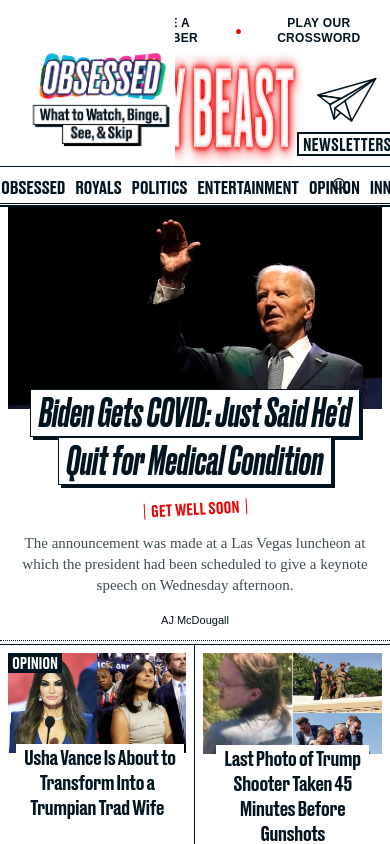 E A
PLAY OUR
BER
CROSSWORD
OBSESSED
What to Watch, Binge,
See, & Skip
Y BEAST
NEWSLETTERS
OBSESSED ROYALS POLITICS ENTERTAINMENT OPINION INN
Biden Gets COVID: Just Said He’d
Quit for Medical Condition
GET WELL SOON
The announcement was made at a Las Vegas luncheon at
which the president had been scheduled to give a keynote
speech on Wednesday afternoon.
AJ McDougall
OPINION
Usha Vance Is About to
Transform Into a
Trumpian Trad Wife
Last Photo of Trump
Shooter Taken 45
Minutes Before
Gunshots